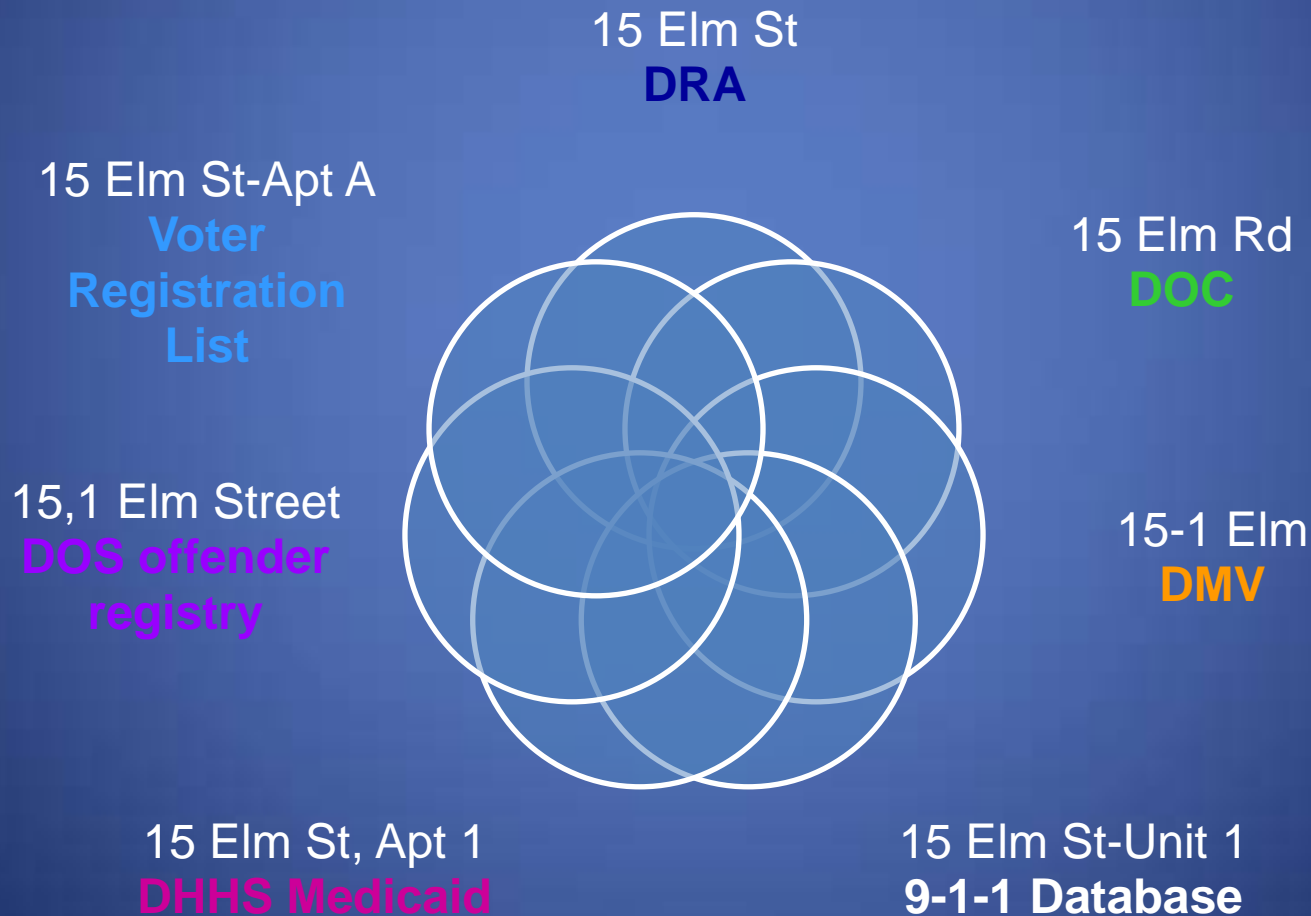 15 Elm St
DRA
15 Elm St-Apt A
Voter
Registration
List
15 Elm Rd
DOC
15,1 Elm Street
DOS offender
registry
15-1 Elm
DMV
15 Elm St, Apt 1
DHHS Medicaid
15 Elm St-Unit 1
9-1-1 Database